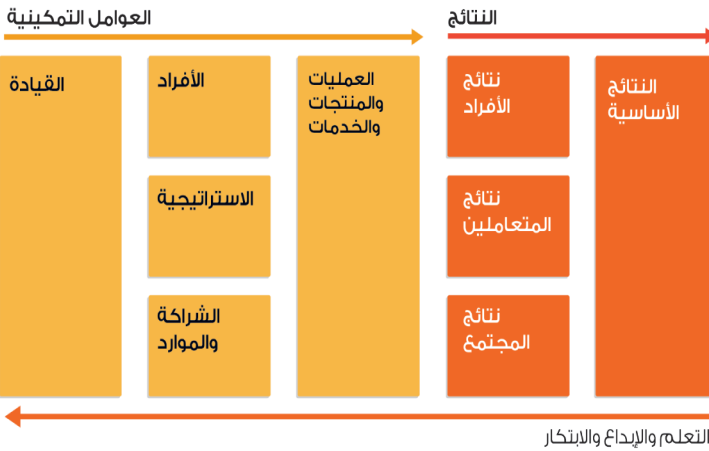 العوامل التمكينية
النتائج
القيادة
الأفراد
الاستراتيجية
الشراكة
والموارد
العمليات
والمنتجات
والخدمات
نتائج
الأفراد
نتائج
المتعاملين
نتائج
المجتمع
النتائج
الأساسية
التعلم والإبداع والابتكار